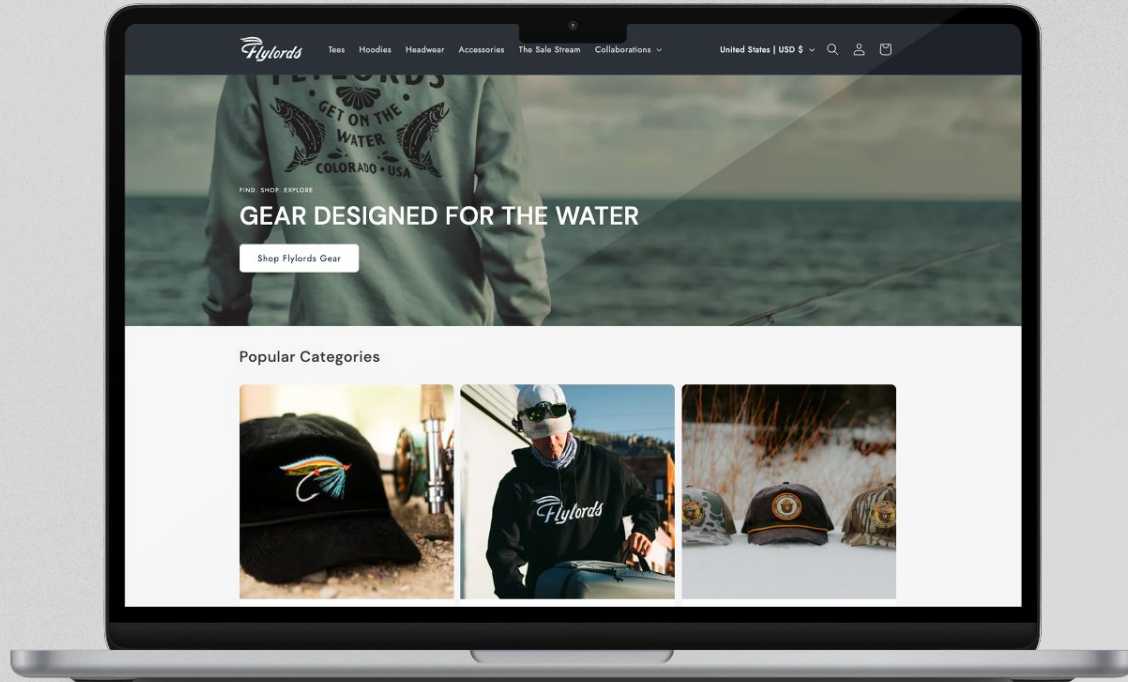 Flylords
Tees Hoodies Headwear Accessories The Sale Stream Collaborations
United States | USD $
FLYLORDS
GET ON THE
WATER
COLORADO • USA
FIND. SHOP. EXPLORE
GEAR DESIGNED FOR THE WATER
Shop Flylords Gear
Popular Categories
Flylords